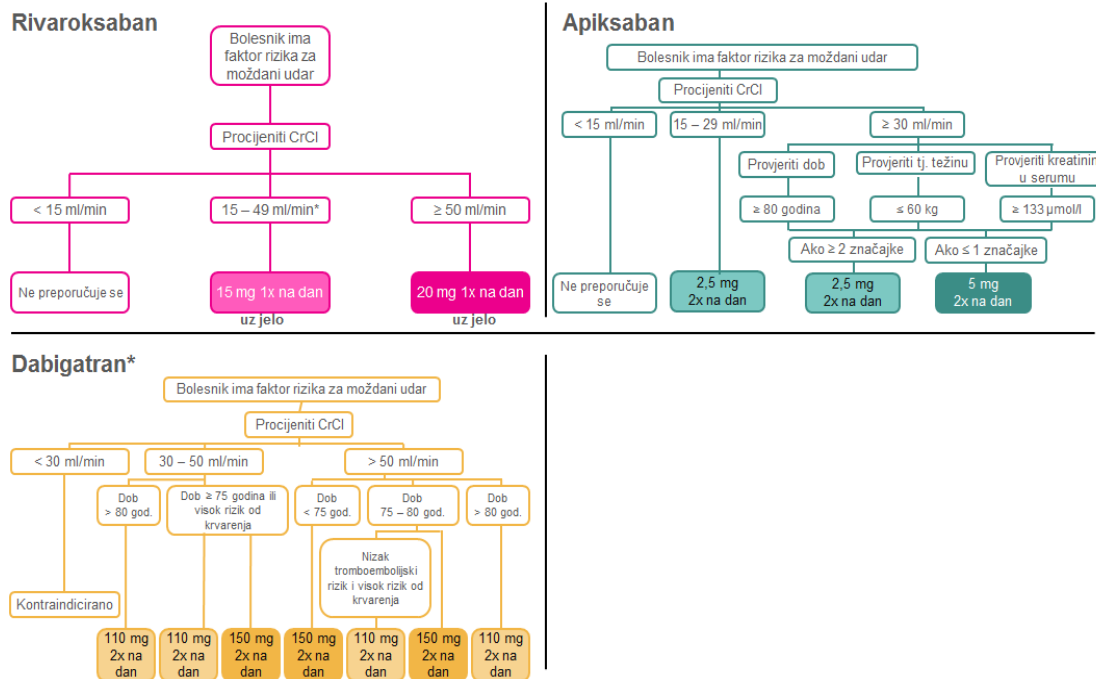 Rivaroksaban
Bolesnik ima
faktor rizika za
moždani udar
Procijeniti CrCl
< 15 ml/min
15 – 49 ml/min*
≥ 50 ml/min
Ne preporučuje se
15 mg 1x na dan
20 mg 1x na dan
uz jelo
uz jelo
Apiksaban
Bolesnik ima faktor rizika za moždani udar
Procijeniti CrCl
< 15 ml/min
15 – 29 ml/min
≥ 30 ml/min
Provjeriti dob
Provjeriti tj. težinu
Provjeriti kreatinin
u serumu
≥ 80 godina
≤ 60 kg
≥ 133 µmol/l
Ako ≥ 2 značajke
Ako ≤ 1 značajke
Ne preporučuje
se
2,5 mg
2x na dan
2,5 mg
2x na dan
5 mg
2x na dan
Dabigatran*
Bolesnik ima faktor rizika za moždani udar
Procijeniti CrCl
< 30 ml/min
30 – 50 ml/min
> 50 ml/min
Dob
> 80 god.
Dob ≥ 75 godina ili
visok rizik od
krvarenja
Dob
< 75 god.
Dob
75 – 80 god.
Dob
> 80 god.
Nizak
tromboembolijski
rizik i visok rizik od
krvarenja
Kontraindicirano
110 mg
2x na
dan
110 mg
2x na
dan
150 mg
2x na
dan
150 mg
2x na
dan
110 mg
2x na
dan
150 mg
2x na
dan
110 mg
2x na
dan